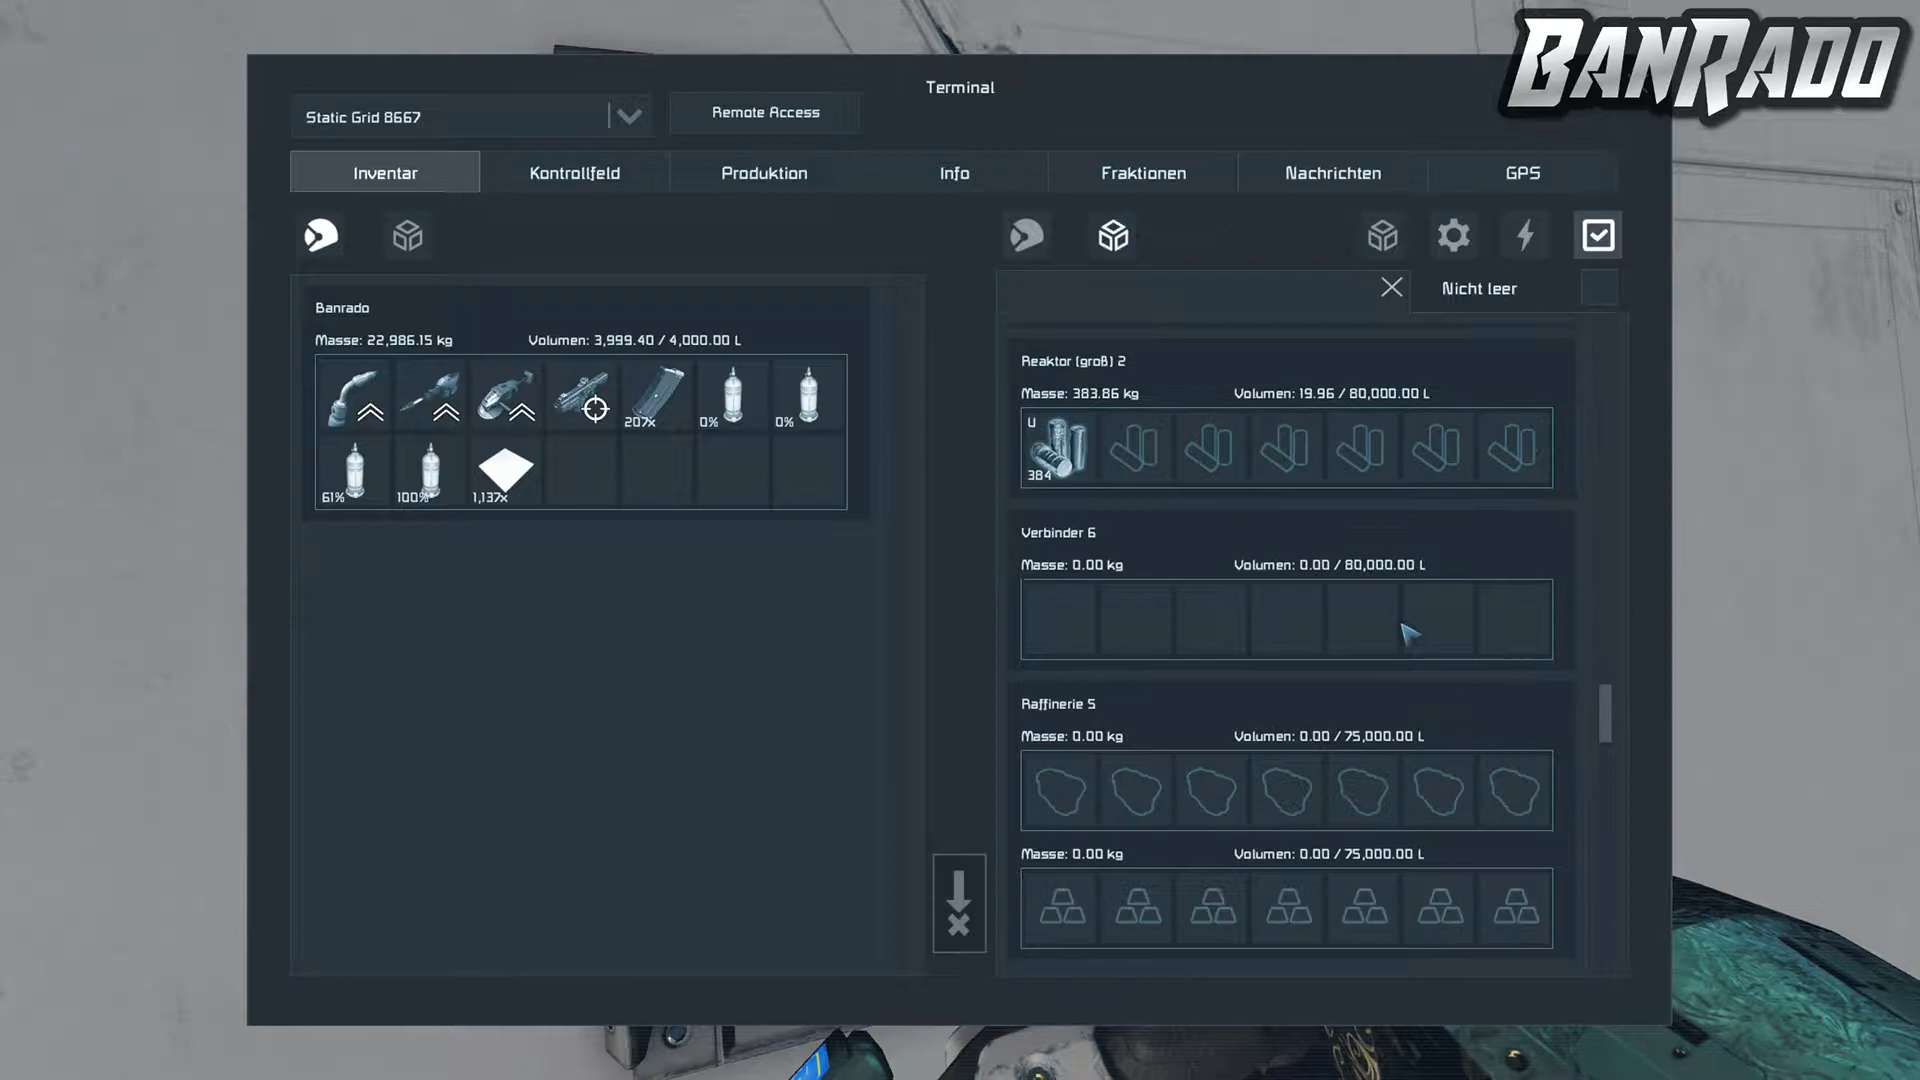 BANRADO
Terminal
Static Grid 8667
Remote Access
Inventar
Kontrollfeld
Produktion
Info
Fraktionen
Nachrichten
GPS
Nicht leer
Banrado
Masse: 22,986.15 kg
Volumen: 3,999.40 / 4,000.00 L
207x
0%
0%
61%
100%
1,137x
Reaktor (groß) 2
Masse: 383.86 kg
Volumen: 19.96 / 80,000.00 L
U
384
Verbinder 6
Masse: 0.00 kg
Volumen: 0.00 / 80,000.00 L
Raffinerie 5
Masse: 0.00 kg
Volumen: 0.00 / 75,000.00 L
Masse: 0.00 kg
Volumen: 0.00 / 75,000.00 L